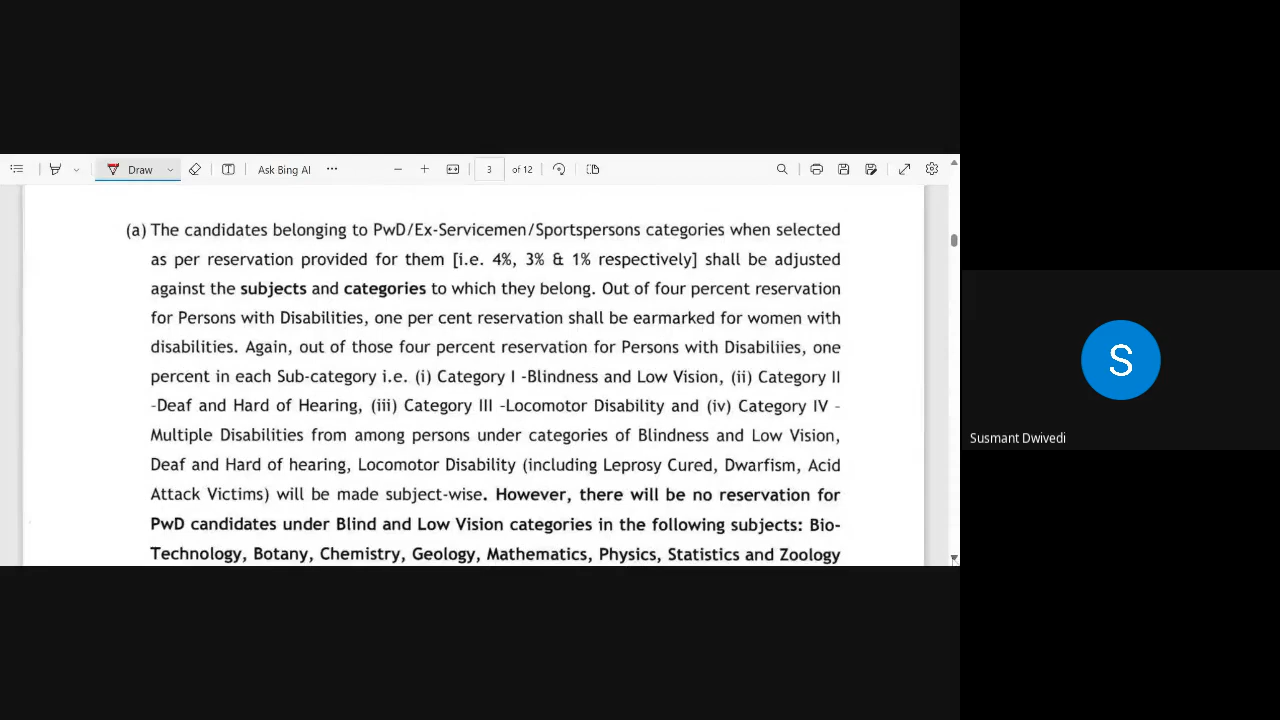 Draw
Ask Bing AI
3 of 12
(a) The candidates belonging to PwD/Ex-Servicemen/Sportspersons categories when selected
as per reservation provided for them [i.e. 4%, 3% & 1% respectively] shall be adjusted
against the subjects and categories to which they belong. Out of four percent reservation
for Persons with Disabilities, one per cent reservation shall be earmarked for women with
disabilities. Again, out of those four percent reservation for Persons with Disabiliies, one
percent in each Sub-category i.e. (i) Category I -Blindness and Low Vision, (ii) Category II
-Deaf and Hard of Hearing, (iii) Category III -Locomotor Disability and (iv) Category IV -
Multiple Disabilities from among persons under categories of Blindness and Low Vision,
Deaf and Hard of hearing, Locomotor Disability (including Leprosy Cured, Dwarfism, Acid
Attack Victims) will be made subject-wise. However, there will be no reservation for
PwD candidates under Blind and Low Vision categories in the following subjects: Bio-
Technology, Botany, Chemistry, Geology, Mathematics, Physics, Statistics and Zoology
S
Susmant Dwivedi